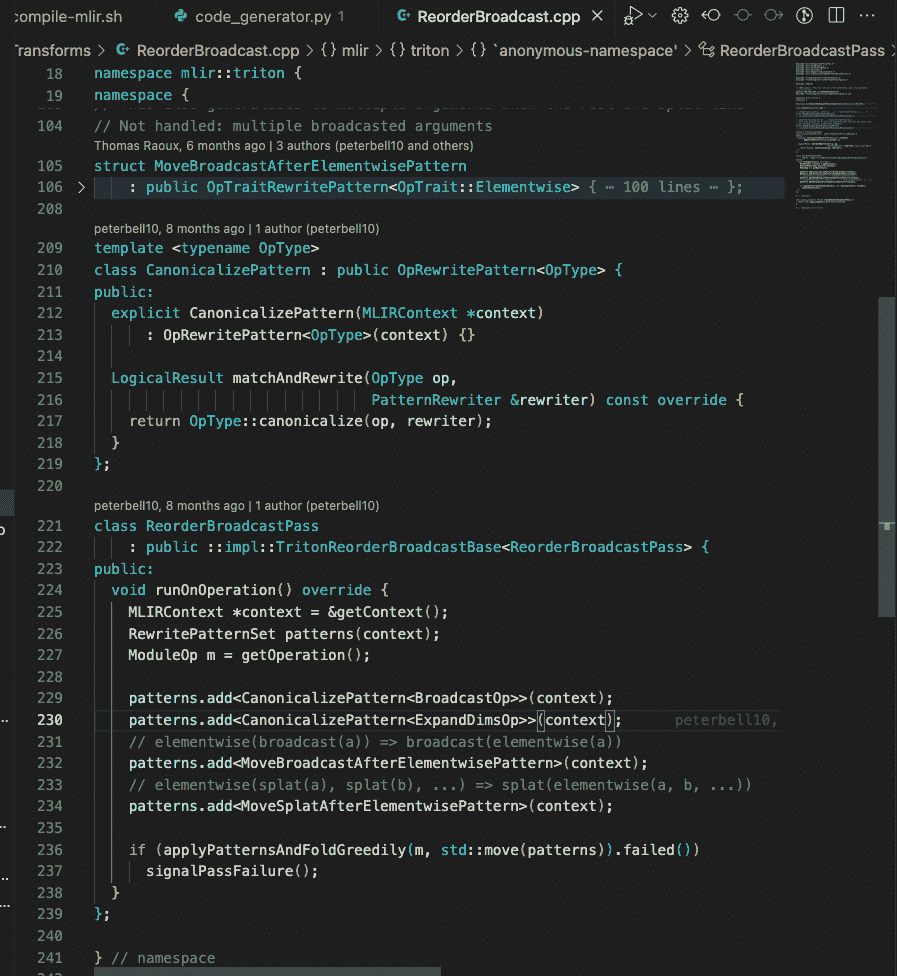 compile-mlir.sh code_generator.py 1 ReorderBroadcast.cpp
Transforms > ReorderBroadcast.cpp > {} mlir > {} triton > {} `anonymous-namespace' > ReorderBroadcastPass >
18 namespace mlir::triton {
19 namespace {
104 // Not handled: multiple broadcasted arguments
Thomas Raoux, 6 months ago | 3 authors (peterbell10 and others)
105 struct MoveBroadcastAfterElementwisePattern
106 > : public OpTraitRewritePattern<OpTrait::Elementwise> { ⋯ 100 lines ⋯ };
208
peterbell10, 8 months ago | 1 author (peterbell10)
209 template <typename OpType>
210 class CanonicalizePattern : public OpRewritePattern<OpType> {
211 public:
212 explicit CanonicalizePattern(MLIRContext *context)
213 : OpRewritePattern<OpType>(context) {}
214
215 LogicalResult matchAndRewrite(OpType op,
216 PatternRewriter &rewriter) const override {
217 return OpType::canonicalize(op, rewriter);
218 }
219 };
220
peterbell10, 8 months ago | 1 author (peterbell10)
221 class ReorderBroadcastPass
222 : public ::impl::TritonReorderBroadcastBase<ReorderBroadcastPass> {
223 public:
224 void runOnOperation() override {
225 MLIRContext *context = &getContext();
226 RewritePatternSet patterns(context);
227 ModuleOp m = getOperation();
228
229 patterns.add<CanonicalizePattern<BroadcastOp>>(context);
230 patterns.add<CanonicalizePattern<ExpandDimsOp>>(context); peterbell10,
231 // elementwise(broadcast(a)) => broadcast(elementwise(a))
232 patterns.add<MoveBroadcastAfterElementwisePattern>(context);
233 // elementwise(splat(a), splat(b), ...) => splat(elementwise(a, b, ...))
234 patterns.add<MoveSplatAfterElementwisePattern>(context);
235
236 if (applyPatternsAndFoldGreedily(m, std::move(patterns)).failed())
237 signalPassFailure();
238 }
239 };
240
241 } // namespace